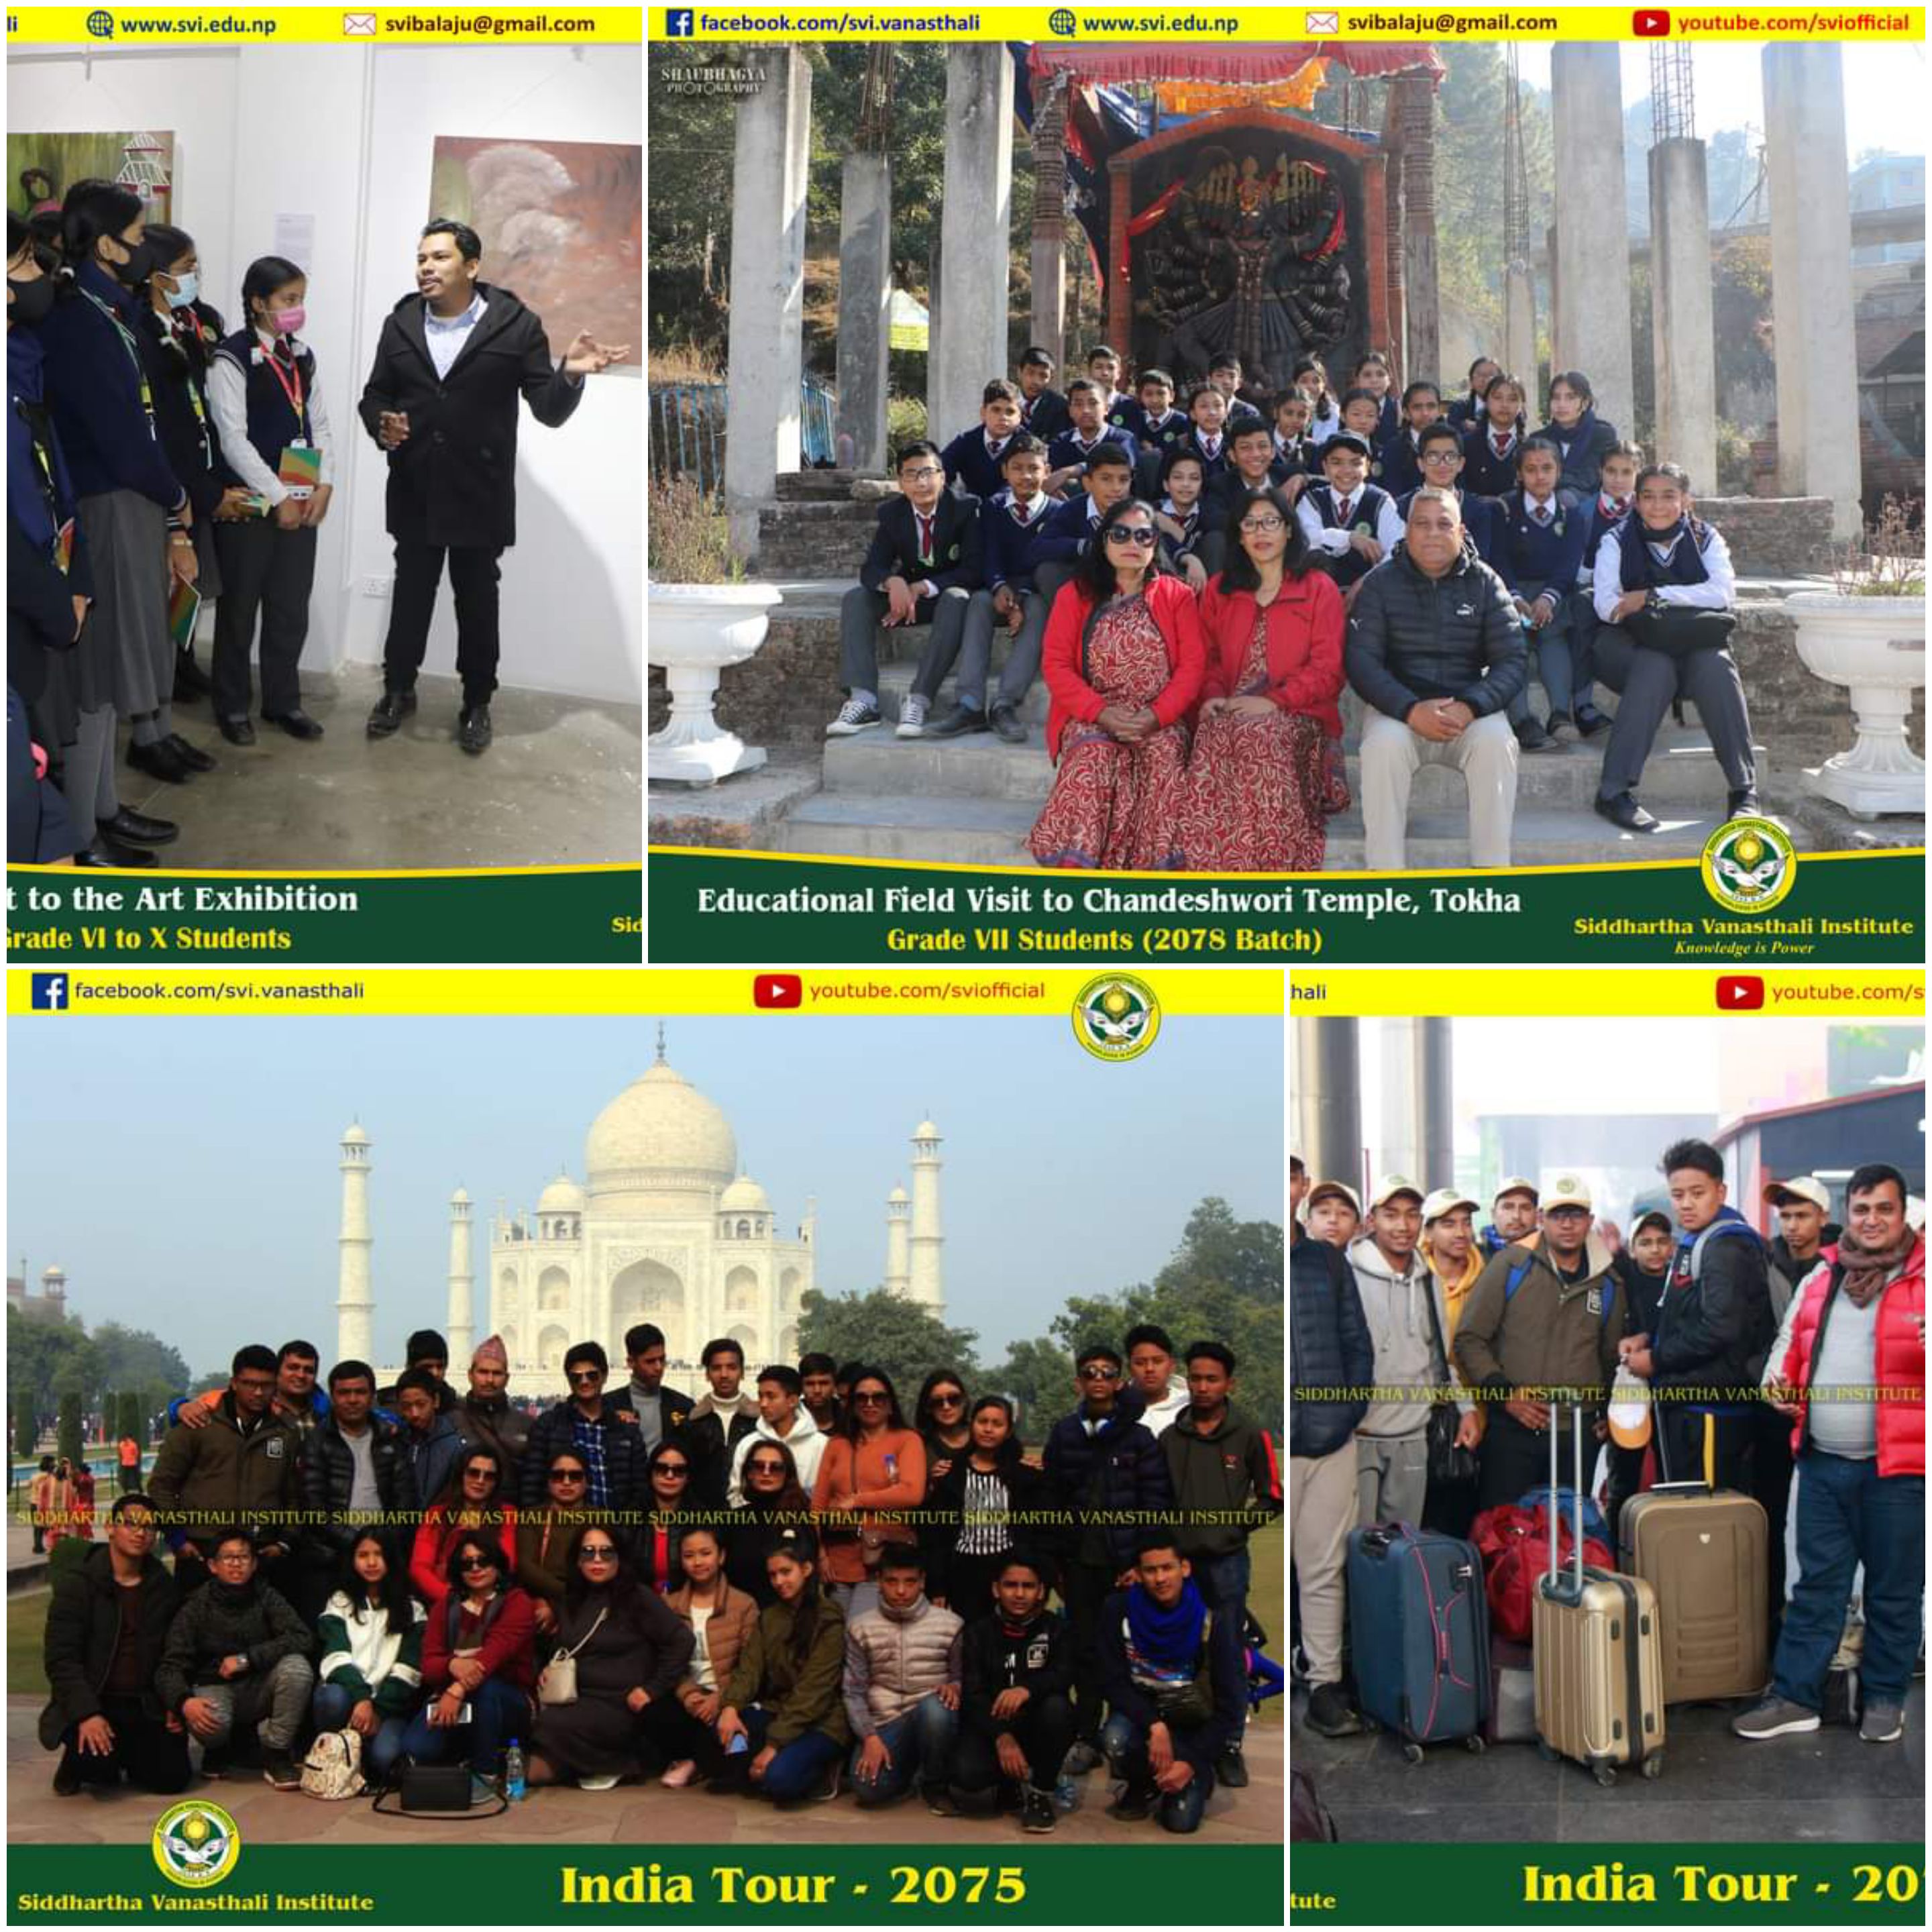 li www.svi.edu.np svibalaju@gmail.com
t to the Art Exhibition
Grade VI to X Students
Sid
facebook.com/svi.vanasthali www.svi.edu.np svibalaju@gmail.com youtube.com/sviofficial
SHAUBHAGYA
PHOTOGRAPHY
Educational Field Visit to Chandeshwori Temple, Tokha
Grade VII Students (2078 Batch)
Siddhartha Vanasthali Institute
Knowledge is Power
facebook.com/svi.vanasthali youtube.com/sviofficial
SIDDHARTHA VANASTHALI INSTITUTE SIDDHARTHA VANASTHALI INSTITUTE SIDDHARTHA VANASTHALI INSTITUTE SIDDHARTHA VANASTHALI INSTITUTE
India Tour - 2075
Siddhartha Vanasthali Institute
hali youtube.com/s
SIDDHARTHA VANASTHALI INSTITUTE SIDDHARTHA VANASTHALI INSTITUTE
India Tour - 20
tute